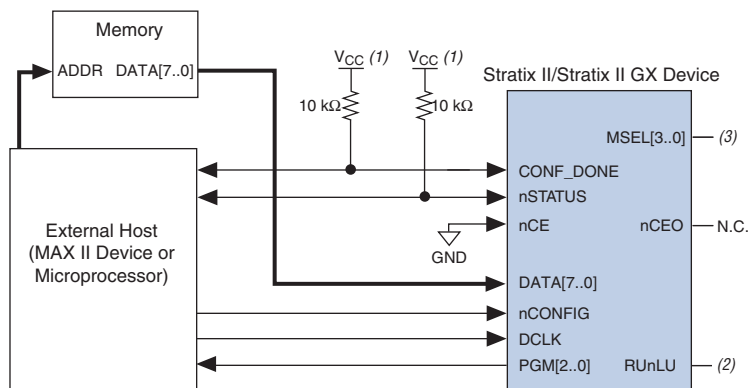 Memory
ADDR DATA[7..0]
VCC (1) VCC (1)
10 kΩ 10 kΩ
Stratix II/Stratix II GX Device
MSEL[3..0] (3)
CONF_DONE
nSTATUS
nCE nCEO N.C.
GND
External Host
(MAX II Device or
Microprocessor)
DATA[7..0]
nCONFIG
DCLK
PGM[2..0] RUnLU (2)